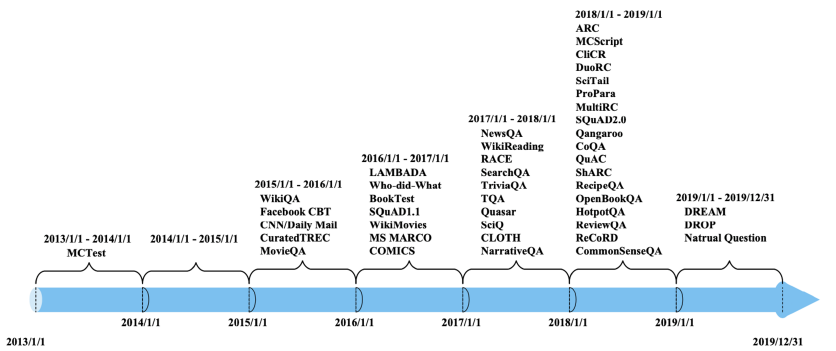 2013/1/1 - 2014/1/1
MCTest
2014/1/1 - 2015/1/1
2015/1/1 - 2016/1/1
WikiQA
Facebook CBT
CNN/Daily Mail
CuratedTREC
MovieQA
2016/1/1 - 2017/1/1
LAMBADA
Who-did-What
BookTest
SQuAD1.1
WikiMovies
MS MARCO
COMICS
2017/1/1 - 2018/1/1
NewsQA
WikiReading
RACE
SearchQA
TriviaQA
TQA
Quasar
SciQ
CLOTH
NarrativeQA
2018/1/1 - 2019/1/1
ARC
MCScript
CliCR
DuoRC
SciTail
ProPara
MultiRC
SQuAD2.0
Qangaroo
CoQA
QuAC
ShARC
RecipeQA
OpenBookQA
HotpotQA
ReviewQA
ReCoRD
CommonSenseQA
2019/1/1 - 2019/12/31
DREAM
DROP
Natrual Question
2013/1/1
2014/1/1
2015/1/1
2016/1/1
2017/1/1
2018/1/1
2019/1/1
2019/12/31